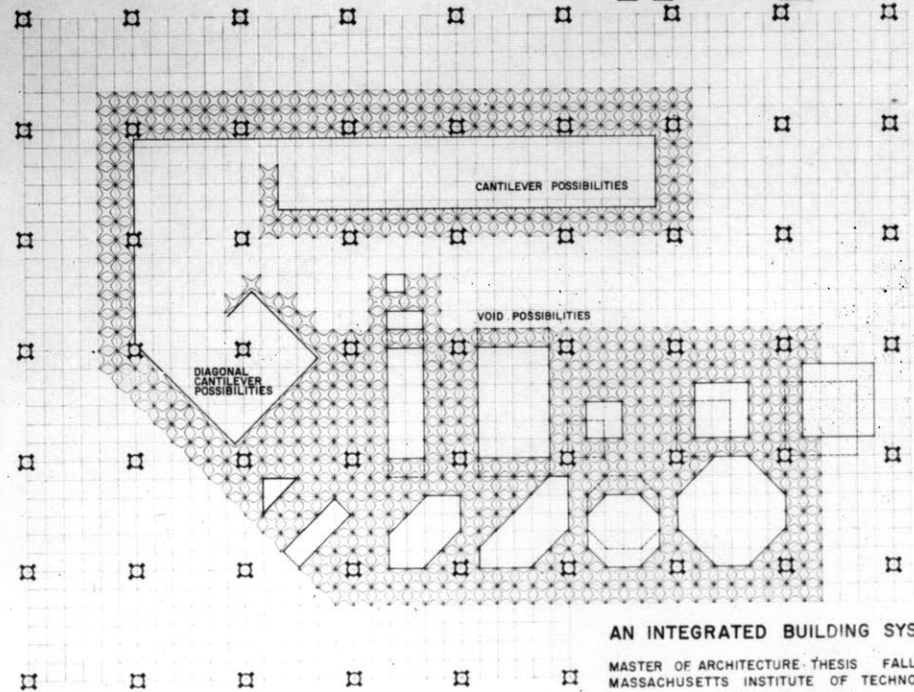 CANTILEVER POSSIBILITIES
VOID POSSIBILITIES
DIAGONAL
CANTILEVER
POSSIBILITIES
AN INTEGRATED BUILDING SYS
MASTER OF ARCHITECTURE THESIS FALL
MASSACHUSETTS INSTITUTE OF TECHNO